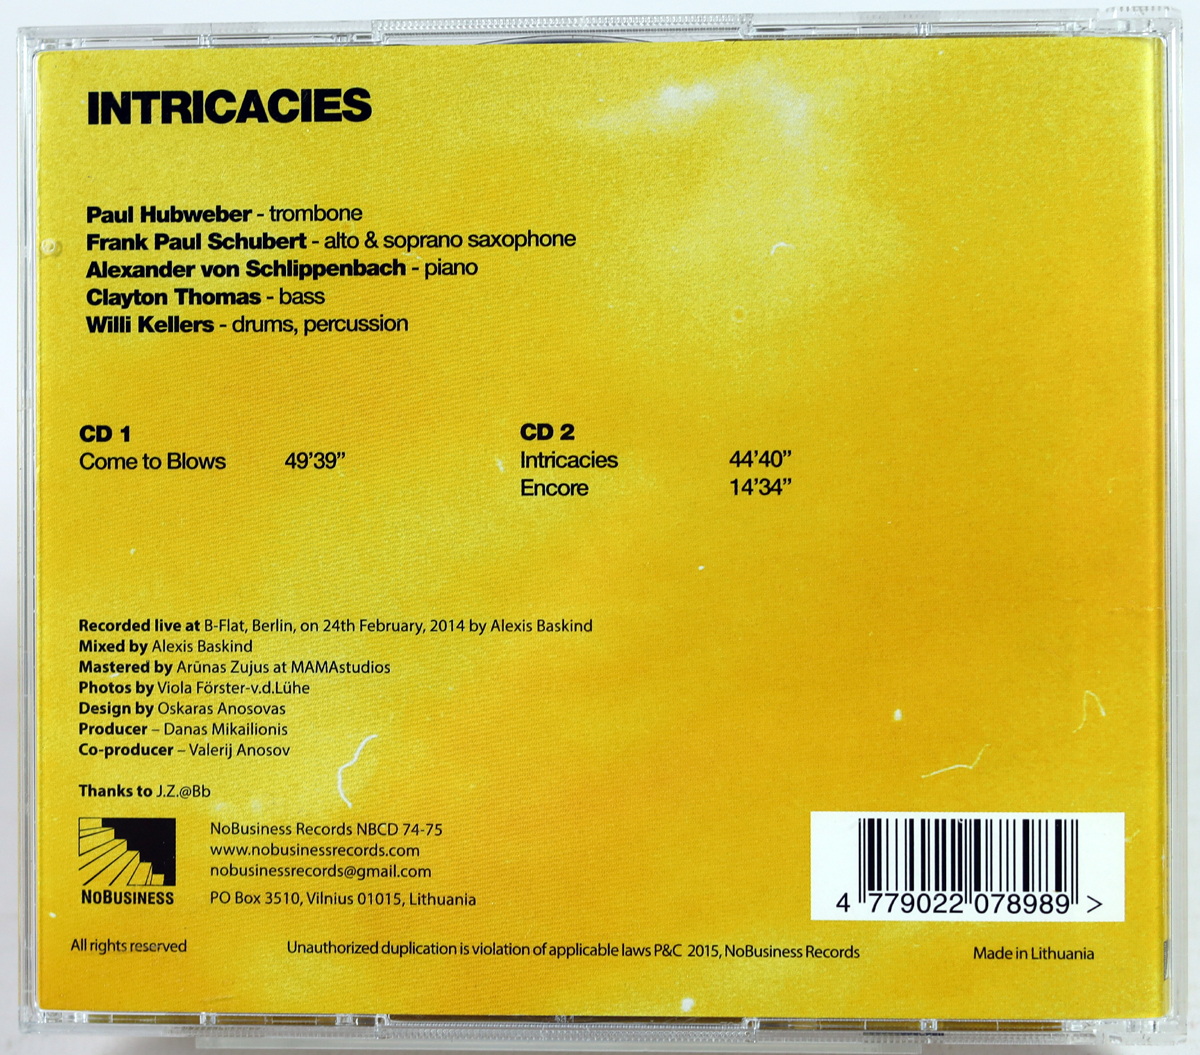 INTRICACIES
Paul Hubweber - trombone
Frank Paul Schubert - alto & soprano saxophone
Alexander von Schlippenbach - piano
Clayton Thomas - bass
Willi Kellers - drums, percussion
CD 1
Come to Blows 49’39”
CD 2
Intricacies 44’40”
Encore 14’34”
Recorded live at B-Flat, Berlin, on 24th February, 2014 by Alexis Baskind
Mixed by Alexis Baskind
Mastered by Arūnas Zujus at MAMAstudios
Photos by Viola Förster-v.d.Lühe
Design by Oskaras Anosovas
Producer – Danas Mikailionis
Co-producer – Valerij Anosov
Thanks to J.Z.@Bb
NOBUSINESS
NoBusiness Records NBCD 74-75
www.nobusinessrecords.com
nobusinessrecords@gmail.com
PO Box 3510, Vilnius 01015, Lithuania
4 779022 078989 >
All rights reserved
Unauthorized duplication is violation of applicable laws P&C 2015, NoBusiness Records
Made in Lithuania